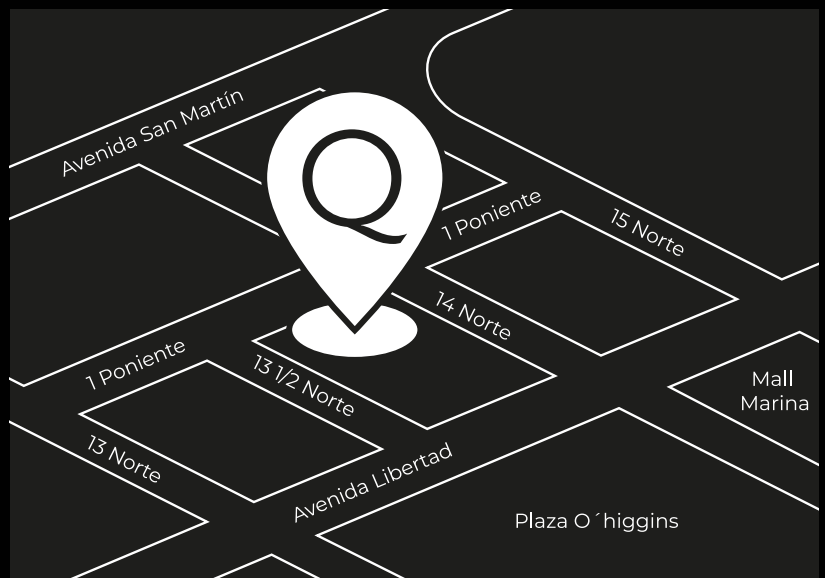 Avenida San Martín
Q
1 Poniente
15 Norte
14 Norte
1 Poniente
13 1/2 Norte
Mall
Marina
13 Norte
Avenida Libertad
Plaza O´higgins